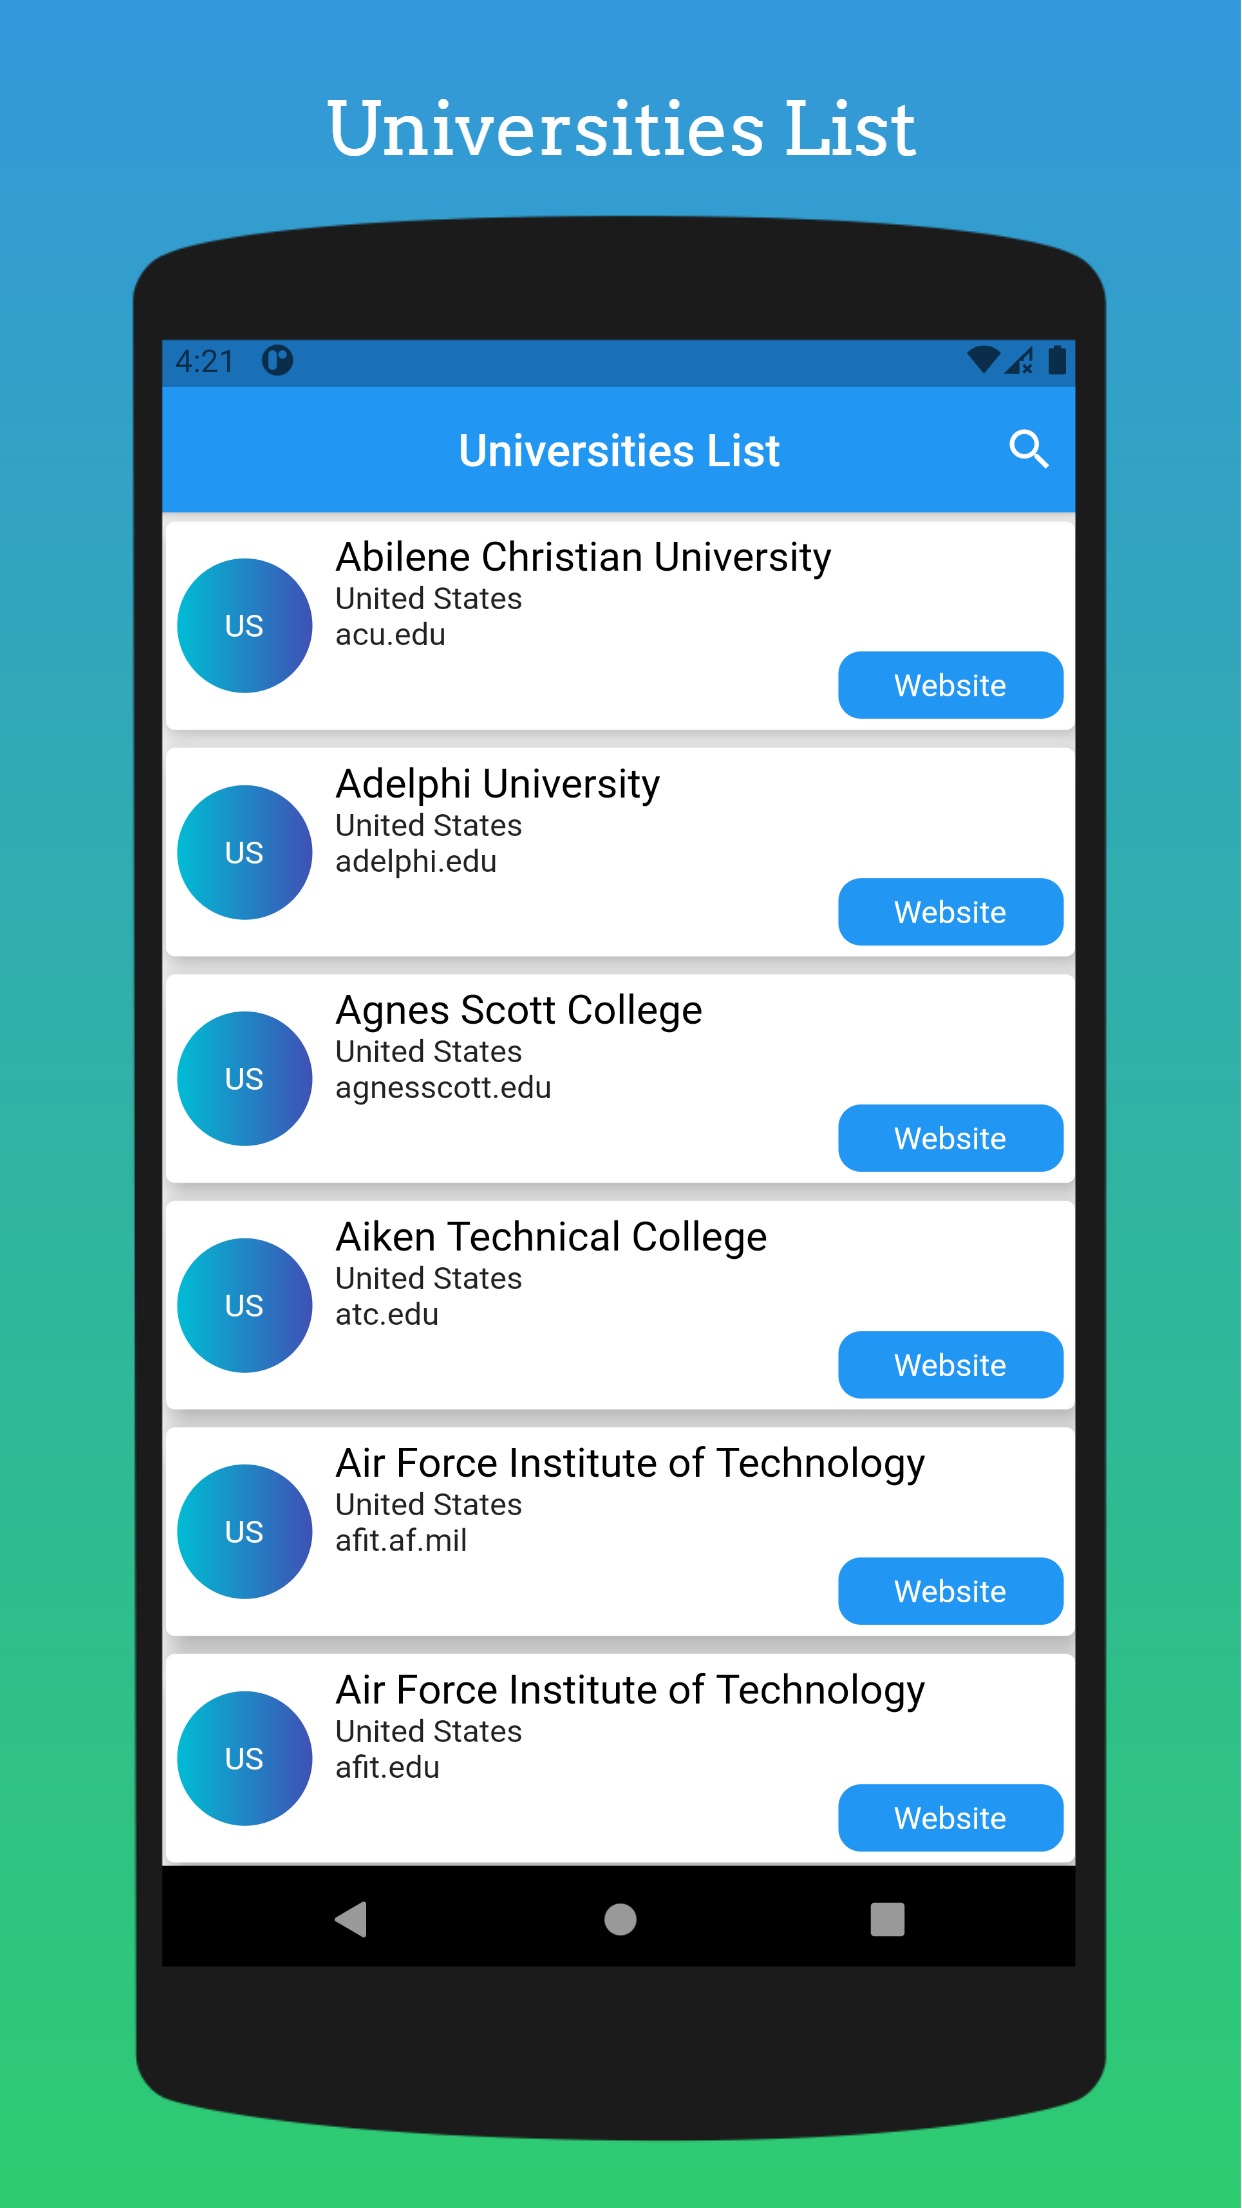 Universities List
4:21
Universities List
Abilene Christian University
United States
US
acu.edu
Website
Adelphi University
United States
US
adelphi.edu
Website
Agnes Scott College
United States
US
agnesscott.edu
Website
Aiken Technical College
United States
US
atc.edu
Website
Air Force Institute of Technology
United States
US
afit.af.mil
Website
Air Force Institute of Technology
United States
US
afit.edu
Website